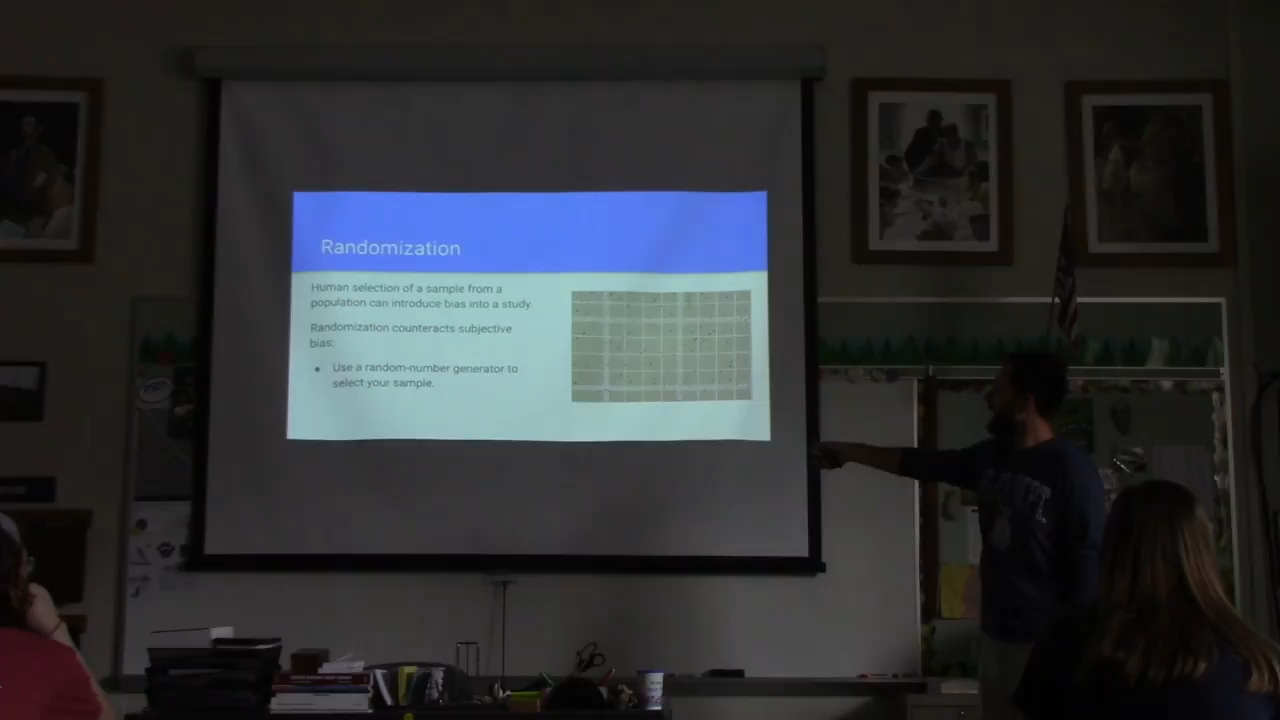 Randomization
Human selection of a sample from a
population can introduce bias into a study.
Randomization counteracts subjective
bias:
• Use a random-number generator to
select your sample.